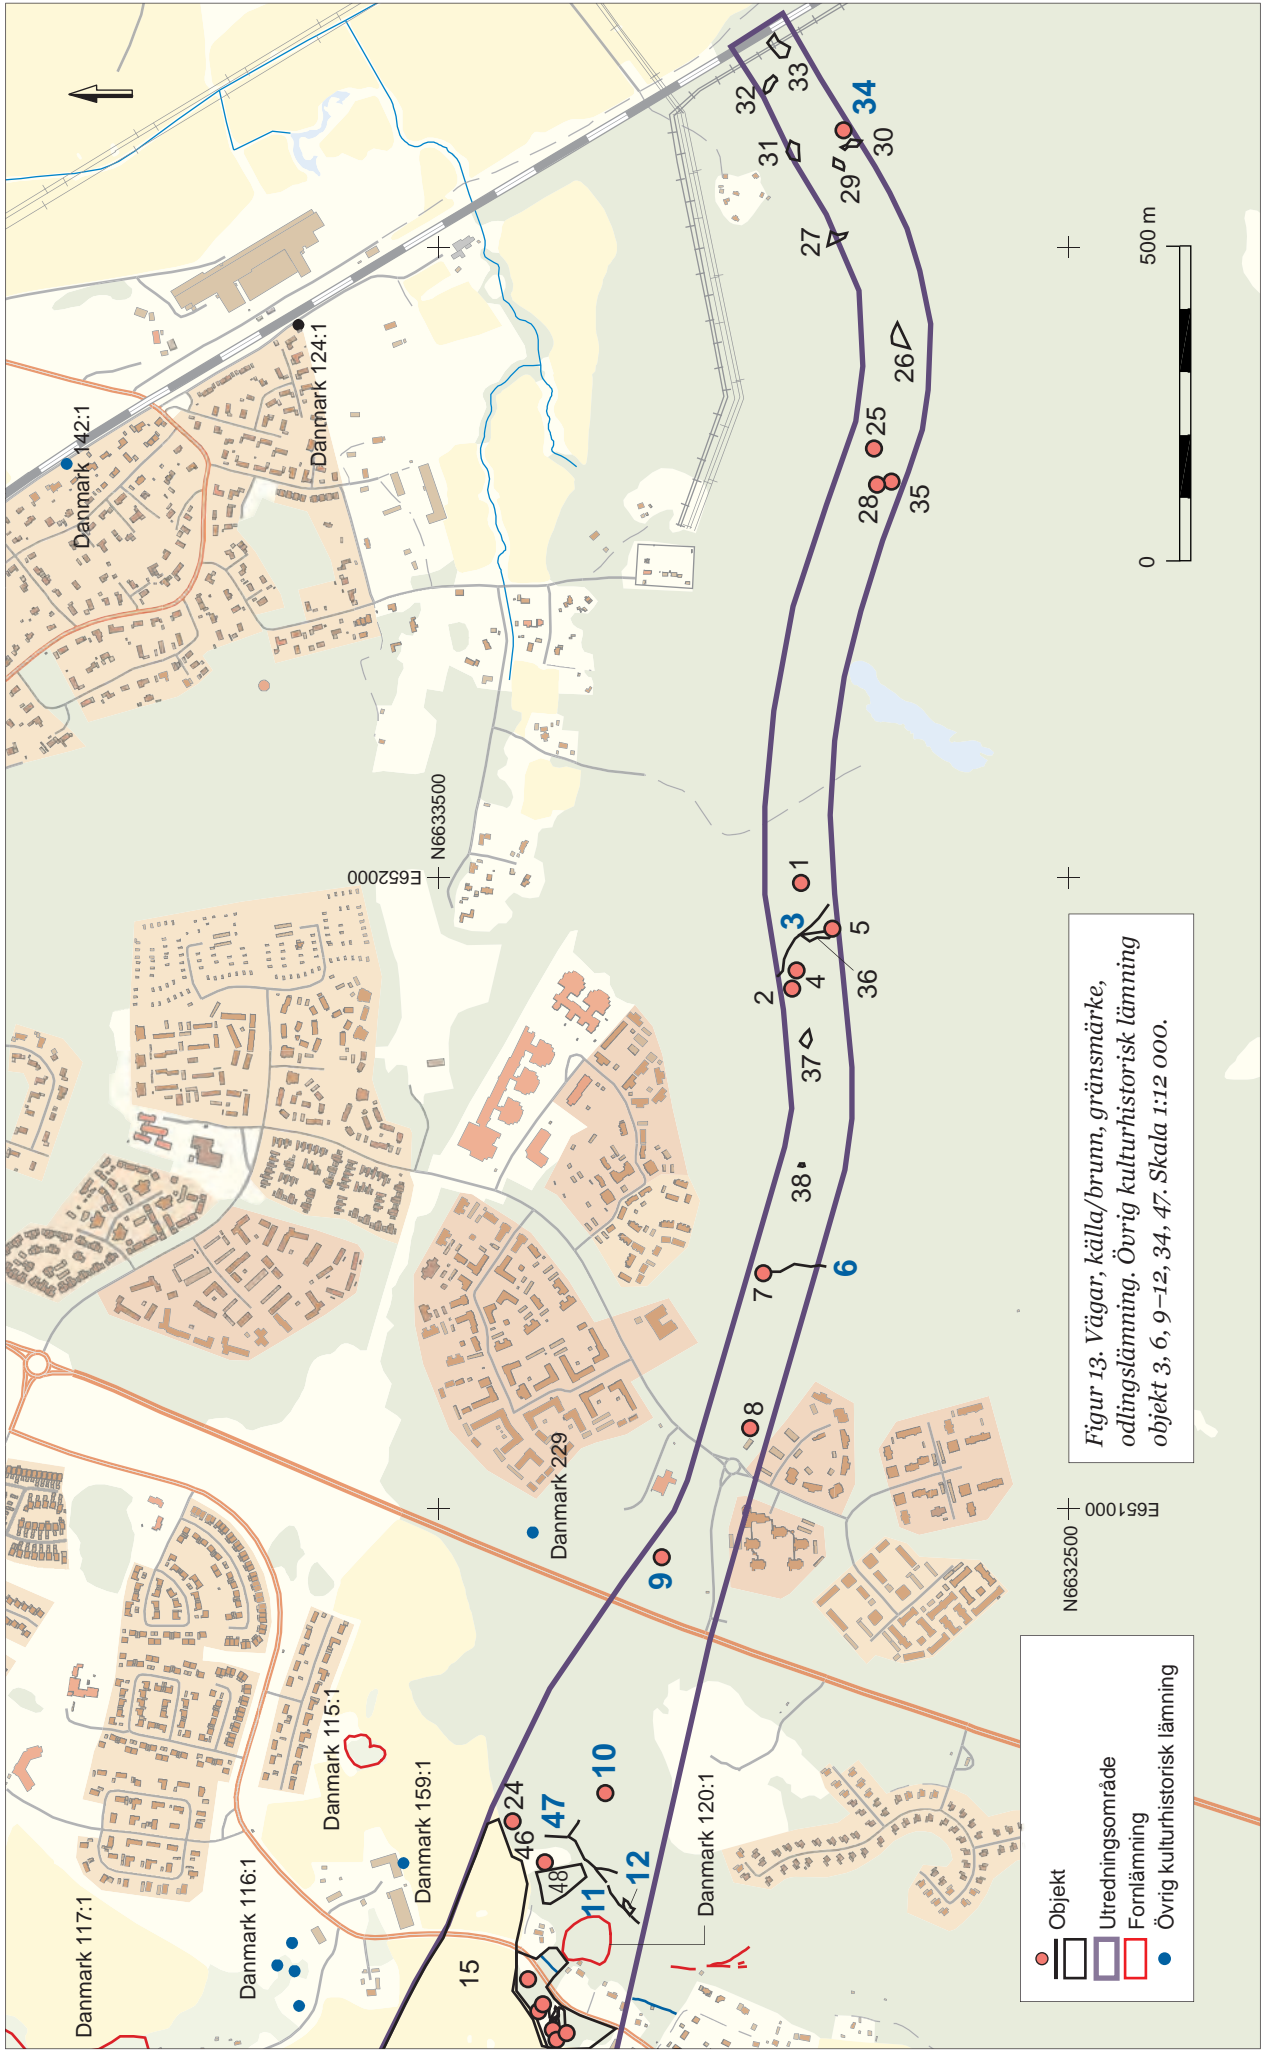 Danmark 117:1
Danmark 116:1
Danmark 159:1
Danmark 115:1
Danmark 229
Danmark 142:1
Danmark 124:1
E652000
N6633500
15
24
46
47
48
10
11
12
Danmark 120:1
9
8
7
6
38
37
2
4
3
36
5
1
28
35
25
26
27
29
30
31
32
33
34
N6632500
E651000
0
500 m
Objekt
Utredningsområde
Fornlämning
Övrig kulturhistorisk lämning
Figur 13. Vägar, källa/brunn, gränsmärke,
odlingslämning. Övrig kulturhistorisk lämning
objekt 3, 6, 9–12, 34, 47. Skala 1:12 000.